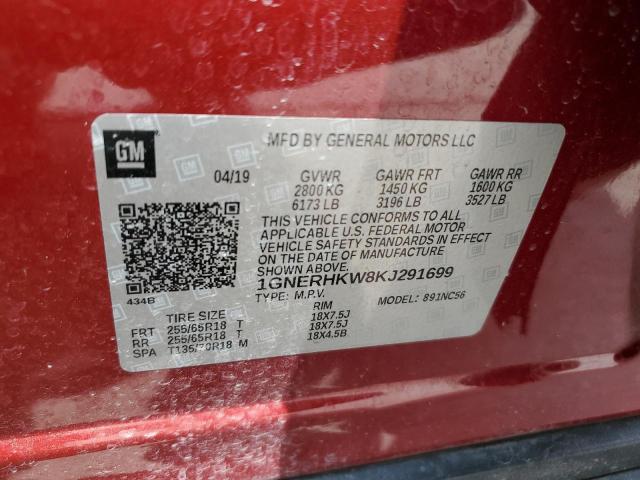 GM
MFD BY GENERAL MOTORS LLC
04/19 GVWR GAWR FRT GAWR RR
2800 KG 1450 KG 1600 KG
6173 LB 3196 LB 3527 LB
THIS VEHICLE CONFORMS TO ALL
APPLICABLE U.S. FEDERAL MOTOR
VEHICLE SAFETY STANDARDS IN EFFECT
ON THE DATE OF MANUFACTURE
SHOWN ABOVE.
1GNERHKW8KJ291699
TYPE: M.P.V. MODEL: 891NC56
434B
TIRE SIZE RIM
FRT 255/65R18 T 18X7.5J
RR 255/65R18 T 18X7.5J
SPA T135/70R18 M 18X4.5B